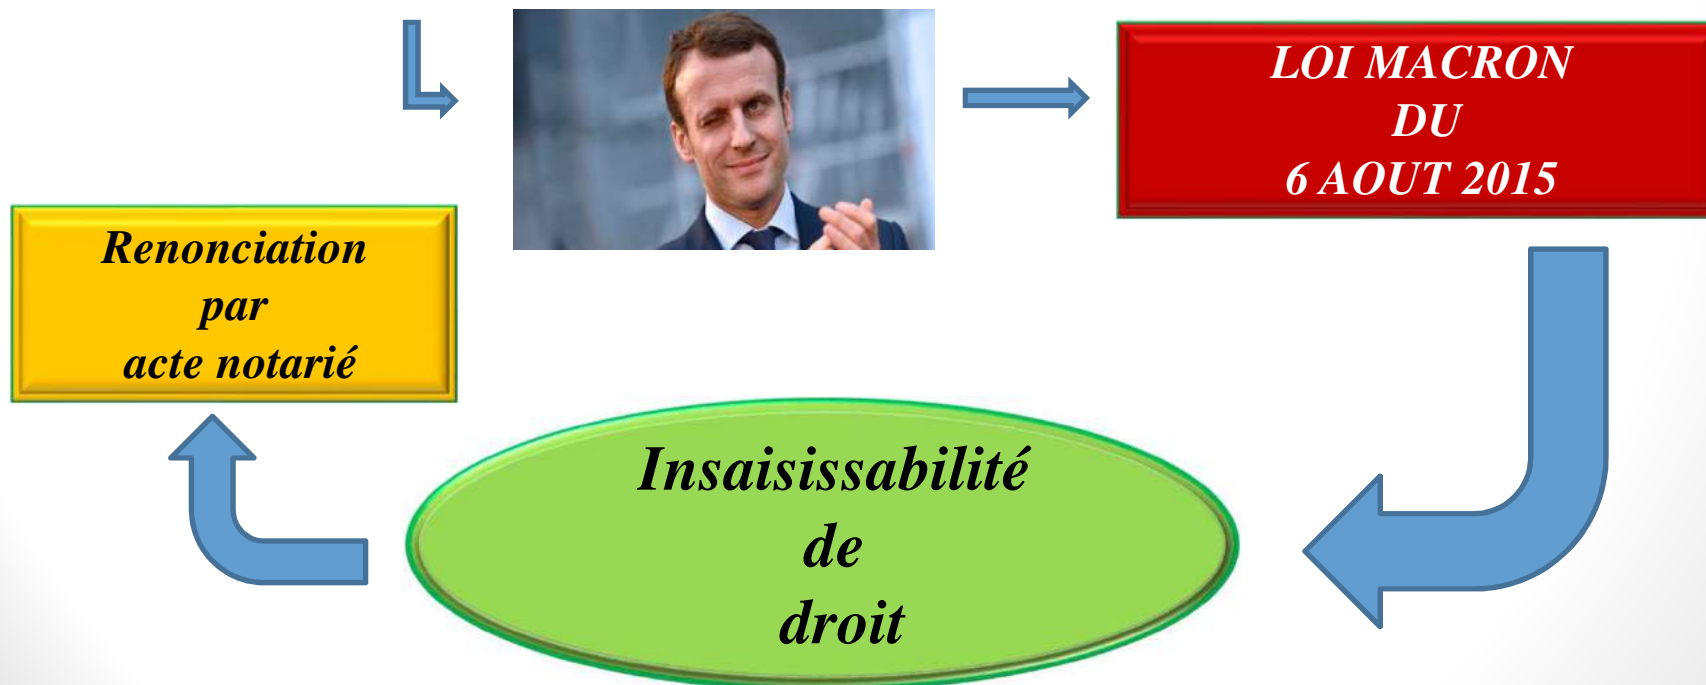 LOI MACRON
DU
6 AOUT 2015
Renonciation
par
acte notarié
Insaisissabilité
de
droit